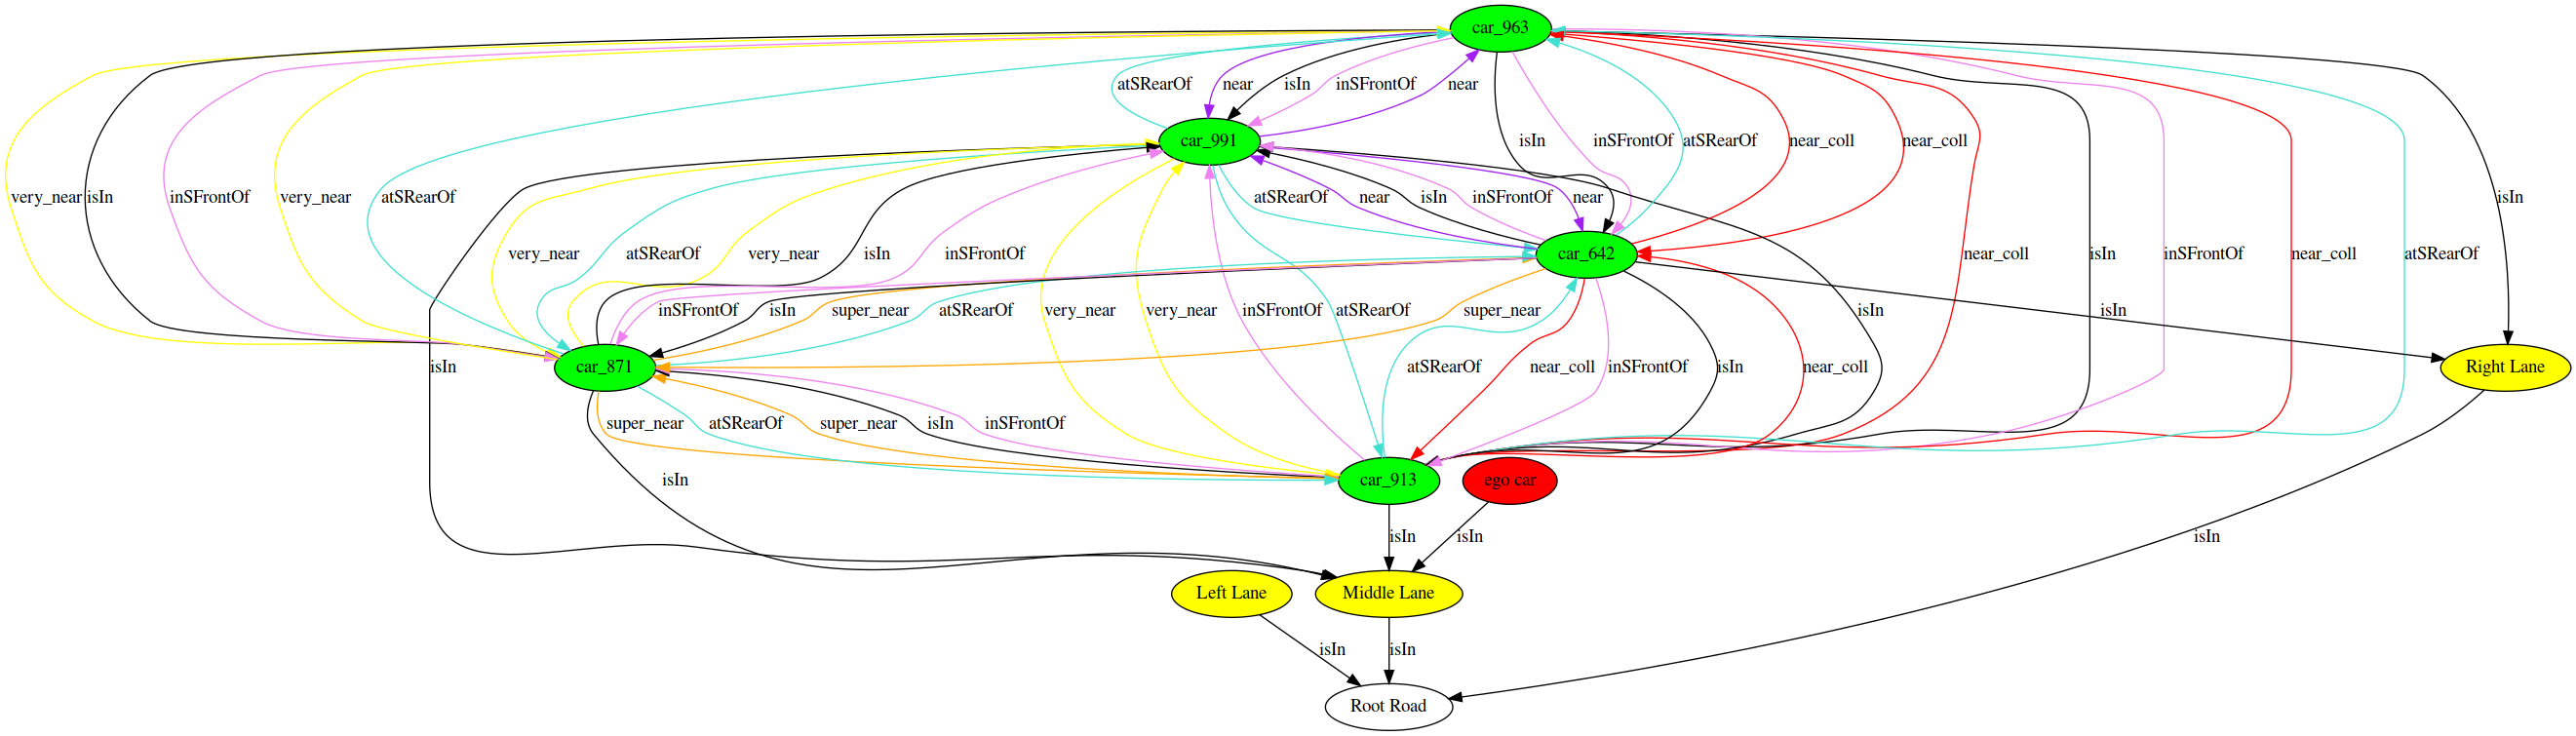 car_963
atSRearOf near isIn inSFrontOf near
car_991
isIn inSFrontOf atSRearOf near_coll near_coll
very_near isIn inSFrontOf very_near atSRearOf atSRearOf near isIn inSFrontOf near isIn
very_near atSRearOf very_near isIn inSFrontOf car_642 near_coll isIn inSFrontOf near_coll atSRearOf
inSFrontOf isIn super_near atSRearOf very_near very_near inSFrontOf atSRearOf super_near isIn isIn
isIn car_871 atSRearOf near_coll inSFrontOf isIn near_coll Right Lane
super_near atSRearOf super_near isIn inSFrontOf
isIn car_913 ego car
isIn isIn isIn
Left Lane Middle Lane
isIn isIn
Root Road